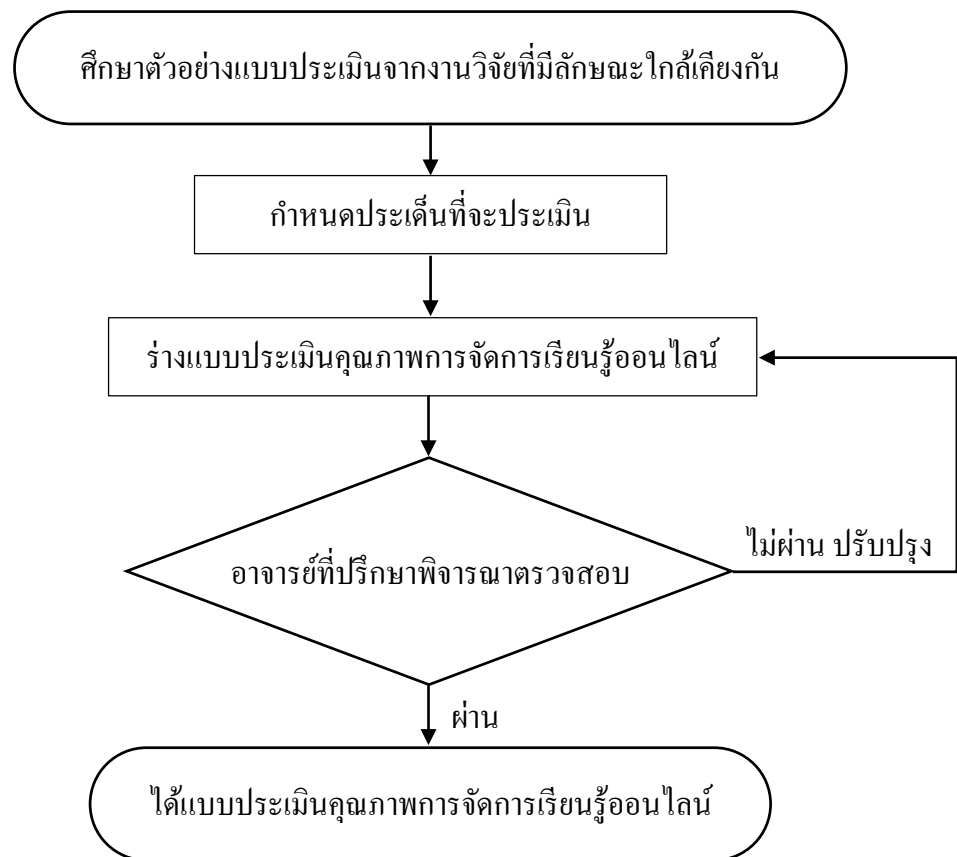 ศึกษาตัวอย่างแบบประเมินจากงานวิจัยที่มีลักษณะใกล้เคียงกัน
กำหนดประเด็นที่จะประเมิน
ร่างแบบประเมินคุณภาพการจัดการเรียนรู้ออนไลน์
ไม่ผ่าน ปรับปรุง
อาจารย์ที่ปรึกษาพิจารณาตรวจสอบ
ผ่าน
ได้แบบประเมินคุณภาพการจัดการเรียนรู้ออนไลน์